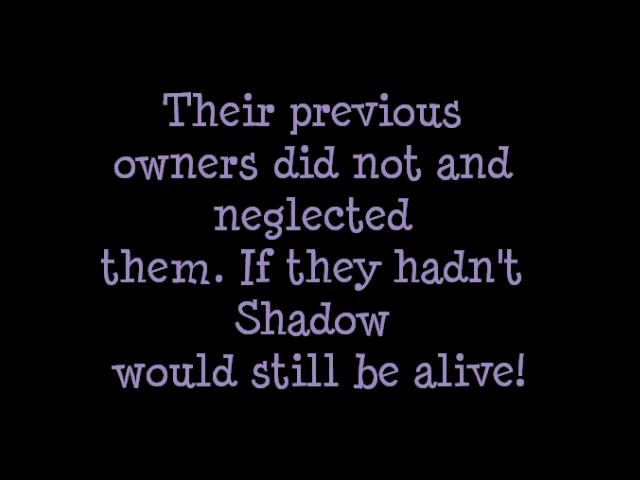 Their previous
owners did not and
neglected
them. If they hadn't
Shadow
would still be alive!